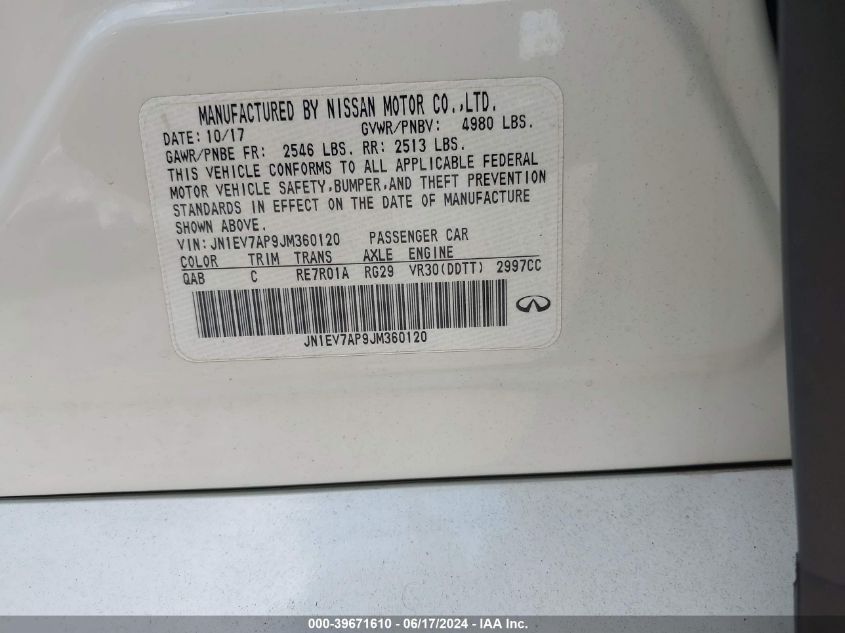 MANUFACTURED BY NISSAN MOTOR CO.,LTD.
DATE: 10/17 GVWR/PNBV: 4980 LBS.
GAWR/PNBE FR: 2546 LBS. RR: 2513 LBS.
THIS VEHICLE CONFORMS TO ALL APPLICABLE FEDERAL
MOTOR VEHICLE SAFETY,BUMPER,AND THEFT PREVENTION
STANDARDS IN EFFECT ON THE DATE OF MANUFACTURE
SHOWN ABOVE.
VIN: JN1EV7AP9JM360120 PASSENGER CAR
COLOR TRIM TRANS AXLE ENGINE
QAB C RE7R01A RG29 VR30(DDTT) 2997CC
JN1EV7AP9JM360120
000-39671610 - 06/17/2024 - IAA Inc.